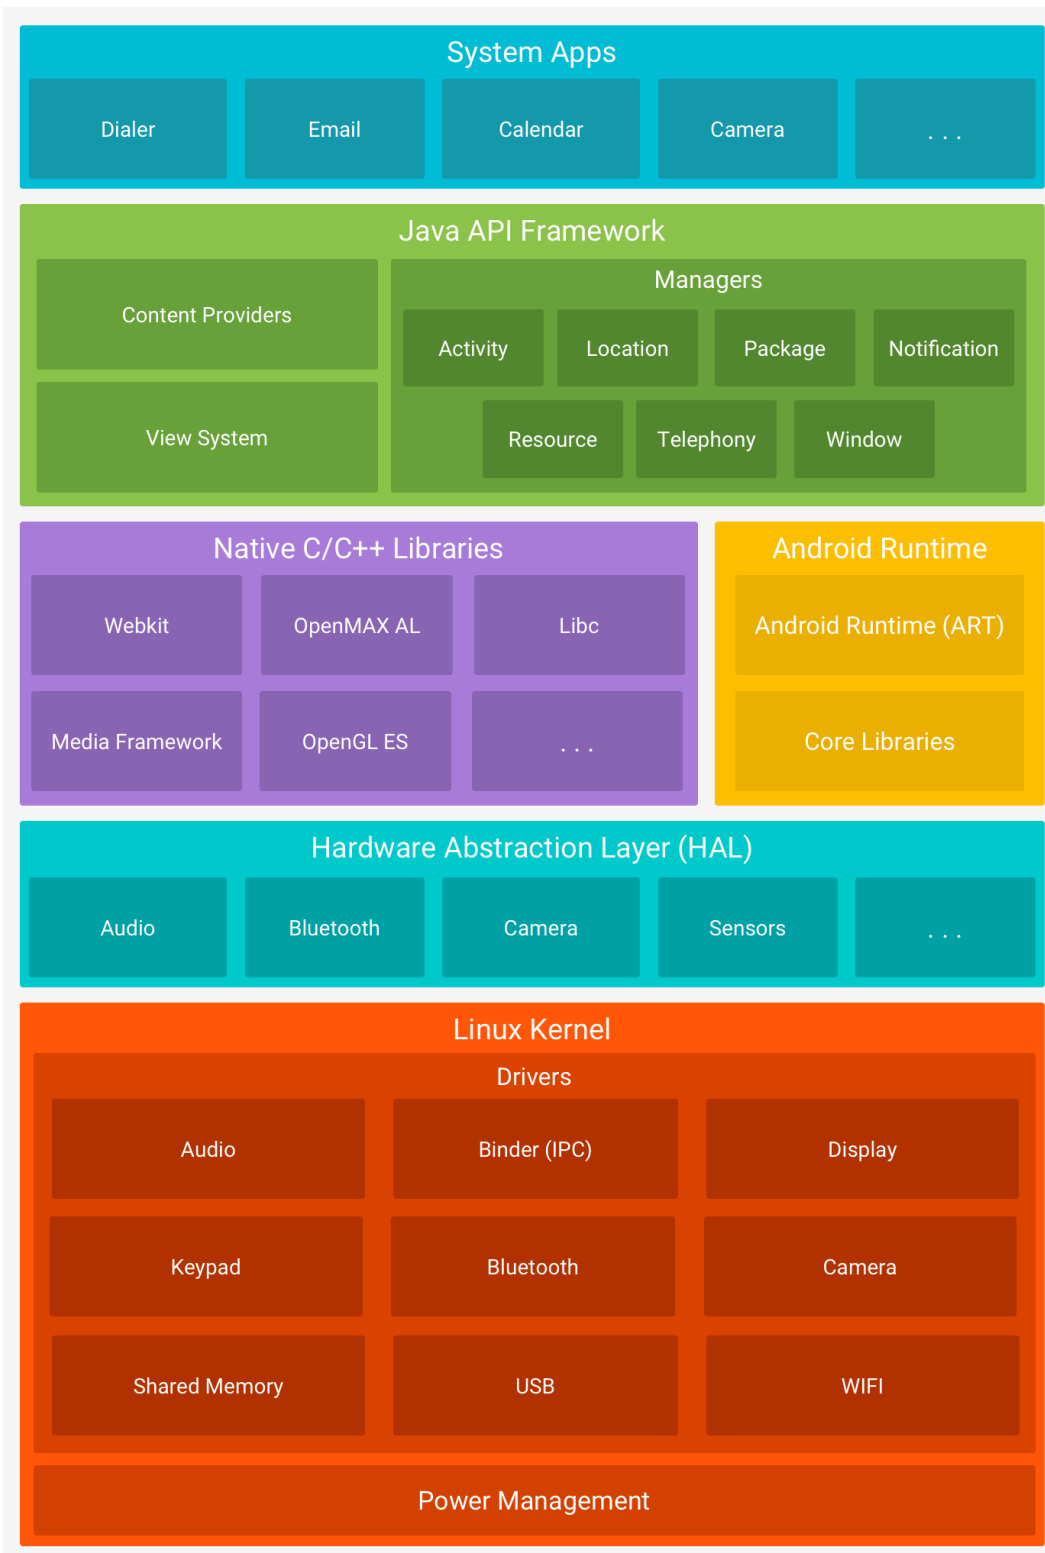 System Apps
Dialer
Email
Calendar
Camera
. . .
Java API Framework
Content Providers
View System
Managers
Activity
Location
Package
Notification
Resource
Telephony
Window
Native C/C++ Libraries
Webkit
OpenMAX AL
Libc
Media Framework
OpenGL ES
. . .
Android Runtime
Android Runtime (ART)
Core Libraries
Hardware Abstraction Layer (HAL)
Audio
Bluetooth
Camera
Sensors
. . .
Linux Kernel
Drivers
Audio
Binder (IPC)
Display
Keypad
Bluetooth
Camera
Shared Memory
USB
WIFI
Power Management